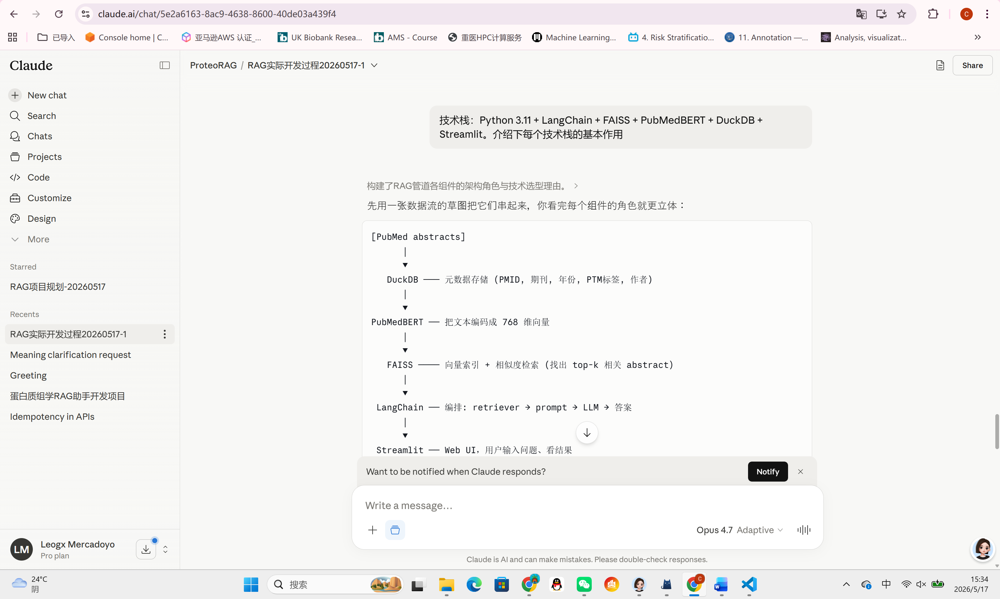 claude.ai/chat/5e2a6163-8ac9-4638-8600-40de03a439f4
C
已导入
Console home | C...
亚马逊AWS 认证_...
UK Biobank Resea...
AMS - Course
重医HPC计算服务
Machine Learning...
4. Risk Stratificatio...
11. Annotation —...
Analysis, visualizat...
Claude
ProteoRAG / RAG实际开发过程20260517-1
Share
New chat
Search
Chats
Projects
Code
Customize
Design
More
Starred
RAG项目规划-20260517
Recents
RAG实际开发过程20260517-1
Meaning clarification request
Greeting
蛋白质组学RAG助手开发项目
Idempotency in APIs
LM
Leogx Mercadoyo
Pro plan
技术栈：Python 3.11 + LangChain + FAISS + PubMedBERT + DuckDB +
Streamlit。介绍下每个技术栈的基本作用
构建了RAG管道各组件的架构角色与技术选型理由。
先用一张数据流的草图把它们串起来，你看完每个组件的角色就更立体：
[PubMed abstracts]
│
▼
DuckDB ─── 元数据存储 (PMID, 期刊, 年份, PTM标签, 作者)
│
▼
PubMedBERT ── 把文本编码成 768 维向量
│
▼
FAISS ──── 向量索引 + 相似度检索 (找出 top-k 相关 abstract)
│
▼
LangChain ── 编排: retriever → prompt → LLM → 答案
│
▼
Streamlit ── Web UI，用户输入问题、看结果
Want to be notified when Claude responds?
Notify
Write a message...
Opus 4.7 Adaptive
Claude is AI and can make mistakes. Please double-check responses.
24°C
阴
搜索
C
中
15:34
2026/5/17